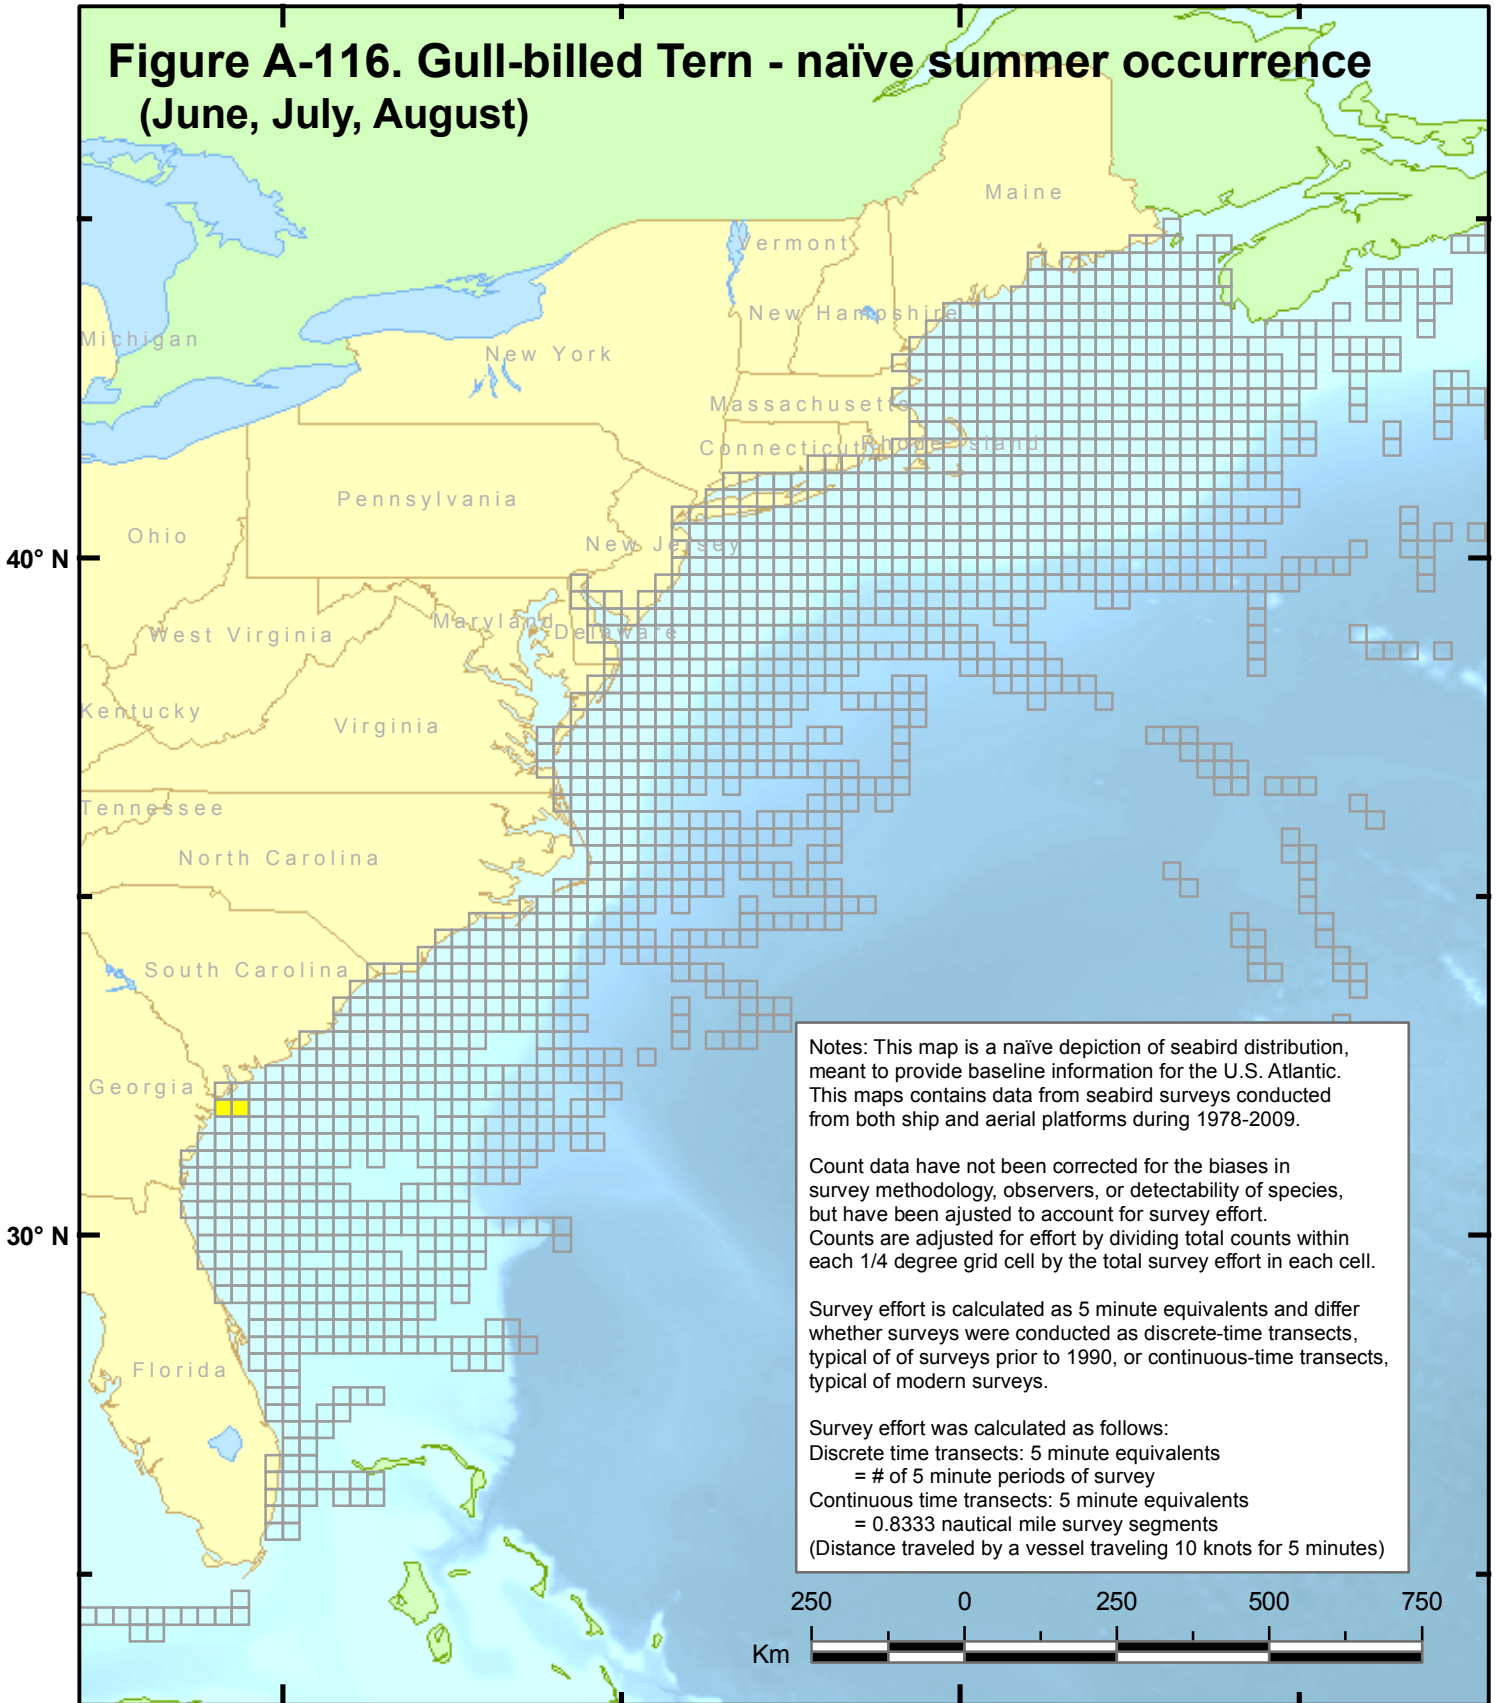 Figure A-116. Gull-billed Tern - naïve summer occurrence
(June, July, August)
Maine
Vermont
New Hampshire
Michigan
New York
Massachusetts
Connecticut
Rhode Island
Pennsylvania
Ohio
New Jersey
40° N
Maryland
Delaware
West Virginia
Kentucky
Virginia
Tennessee
North Carolina
South Carolina
Georgia
30° N
Florida
Notes: This map is a naïve depiction of seabird distribution,
meant to provide baseline information for the U.S. Atlantic.
This maps contains data from seabird surveys conducted
from both ship and aerial platforms during 1978-2009.
Count data have not been corrected for the biases in
survey methodology, observers, or detectability of species,
but have been ajusted to account for survey effort.
Counts are adjusted for effort by dividing total counts within
each 1/4 degree grid cell by the total survey effort in each cell.
Survey effort is calculated as 5 minute equivalents and differ
whether surveys were conducted as discrete-time transects,
typical of of surveys prior to 1990, or continuous-time transects,
typical of modern surveys.
Survey effort was calculated as follows:
Discrete time transects: 5 minute equivalents
= # of 5 minute periods of survey
Continuous time transects: 5 minute equivalents
= 0.8333 nautical mile survey segments
(Distance traveled by a vessel traveling 10 knots for 5 minutes)
250 0 250 500 750
Km